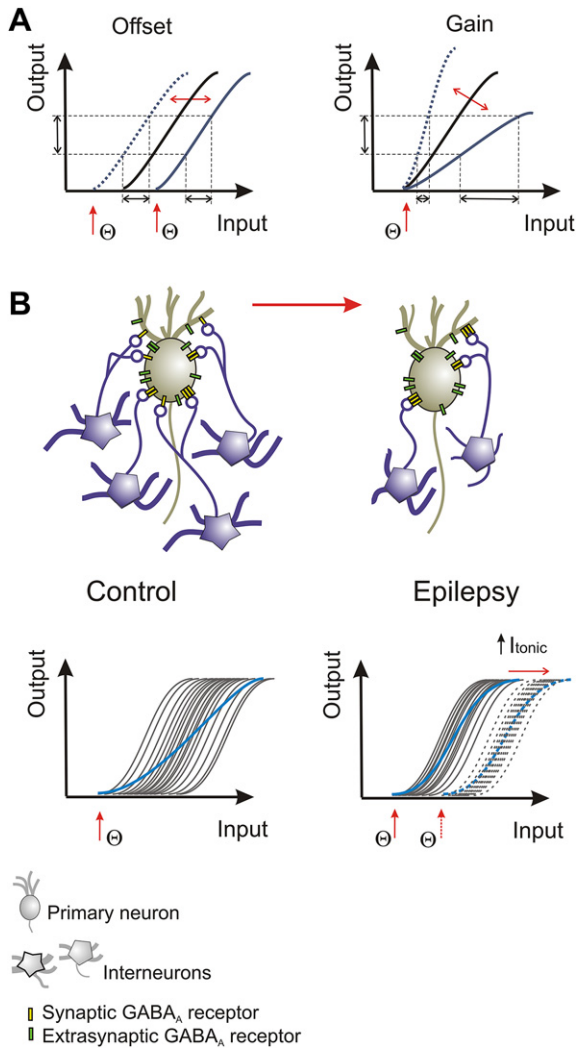 A
Offset
Gain
Output
Output
Θ
Θ
Input
Θ
Input
B
Control
Epilepsy
↑ Itonic
Output
Output
Θ
Input
Θ
Θ
Input
Primary neuron
Interneurons
Synaptic GABAA receptor
Extrasynaptic GABAA receptor